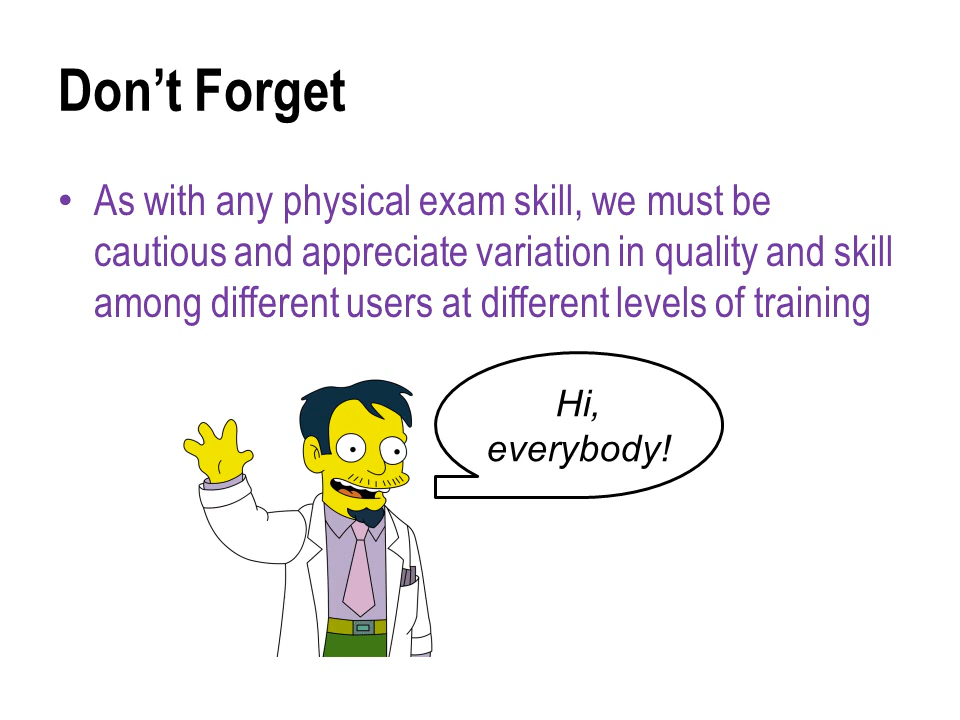 Don’t Forget
• As with any physical exam skill, we must be
cautious and appreciate variation in quality and skill
among different users at different levels of training
Hi,
everybody!